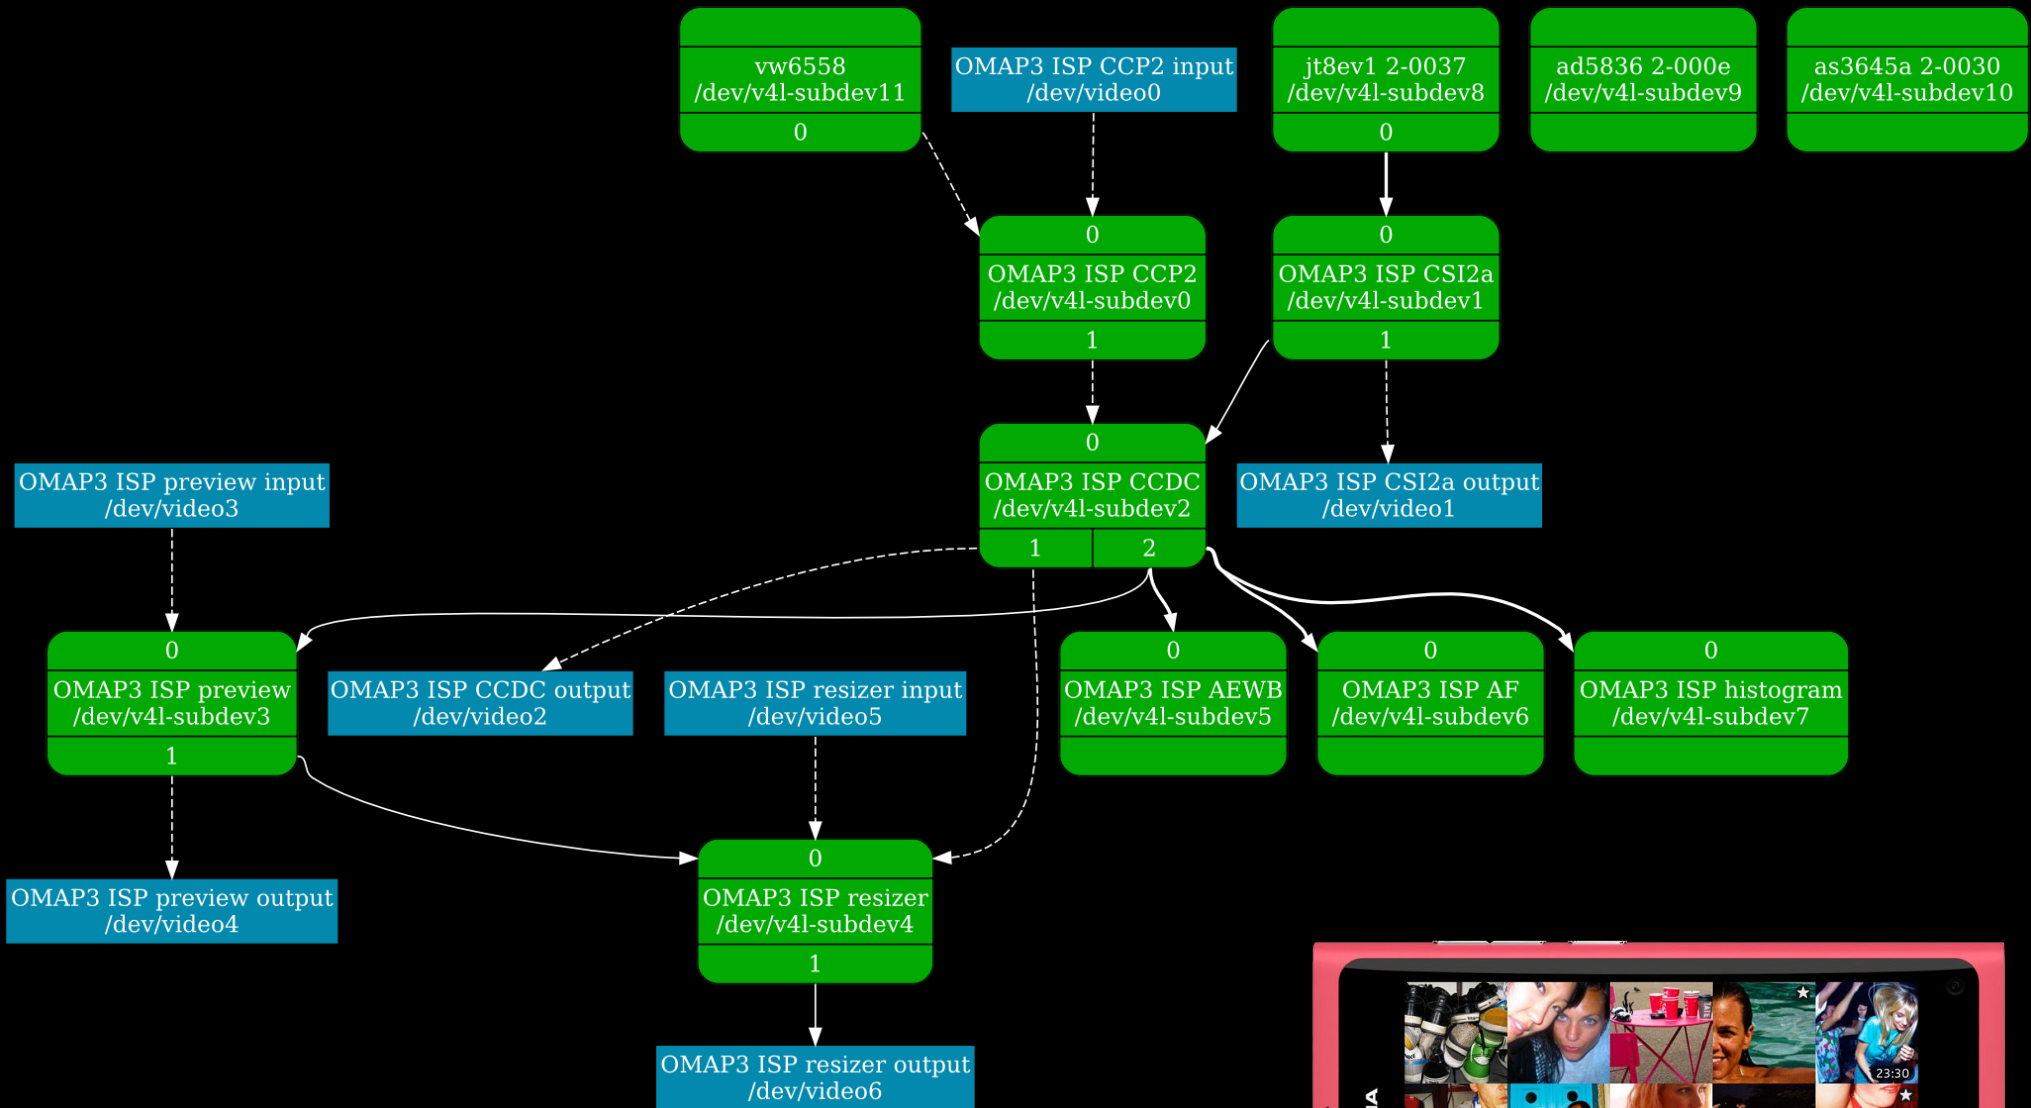 vw6558
/dev/v4l-subdev11
0
OMAP3 ISP CCP2 input
/dev/video0
jt8ev1 2-0037
/dev/v4l-subdev8
0
ad5836 2-000e
/dev/v4l-subdev9
as3645a 2-0030
/dev/v4l-subdev10
0
OMAP3 ISP CCP2
/dev/v4l-subdev0
1
0
OMAP3 ISP CSI2a
/dev/v4l-subdev1
1
0
OMAP3 ISP CCDC
/dev/v4l-subdev2
1 2
OMAP3 ISP CSI2a output
/dev/video1
OMAP3 ISP preview input
/dev/video3
0
OMAP3 ISP preview
/dev/v4l-subdev3
1
OMAP3 ISP CCDC output
/dev/video2
OMAP3 ISP resizer input
/dev/video5
0
OMAP3 ISP AEWB
/dev/v4l-subdev5
0
OMAP3 ISP AF
/dev/v4l-subdev6
0
OMAP3 ISP histogram
/dev/v4l-subdev7
OMAP3 ISP preview output
/dev/video4
0
OMAP3 ISP resizer
/dev/v4l-subdev4
1
OMAP3 ISP resizer output
/dev/video6
23:30